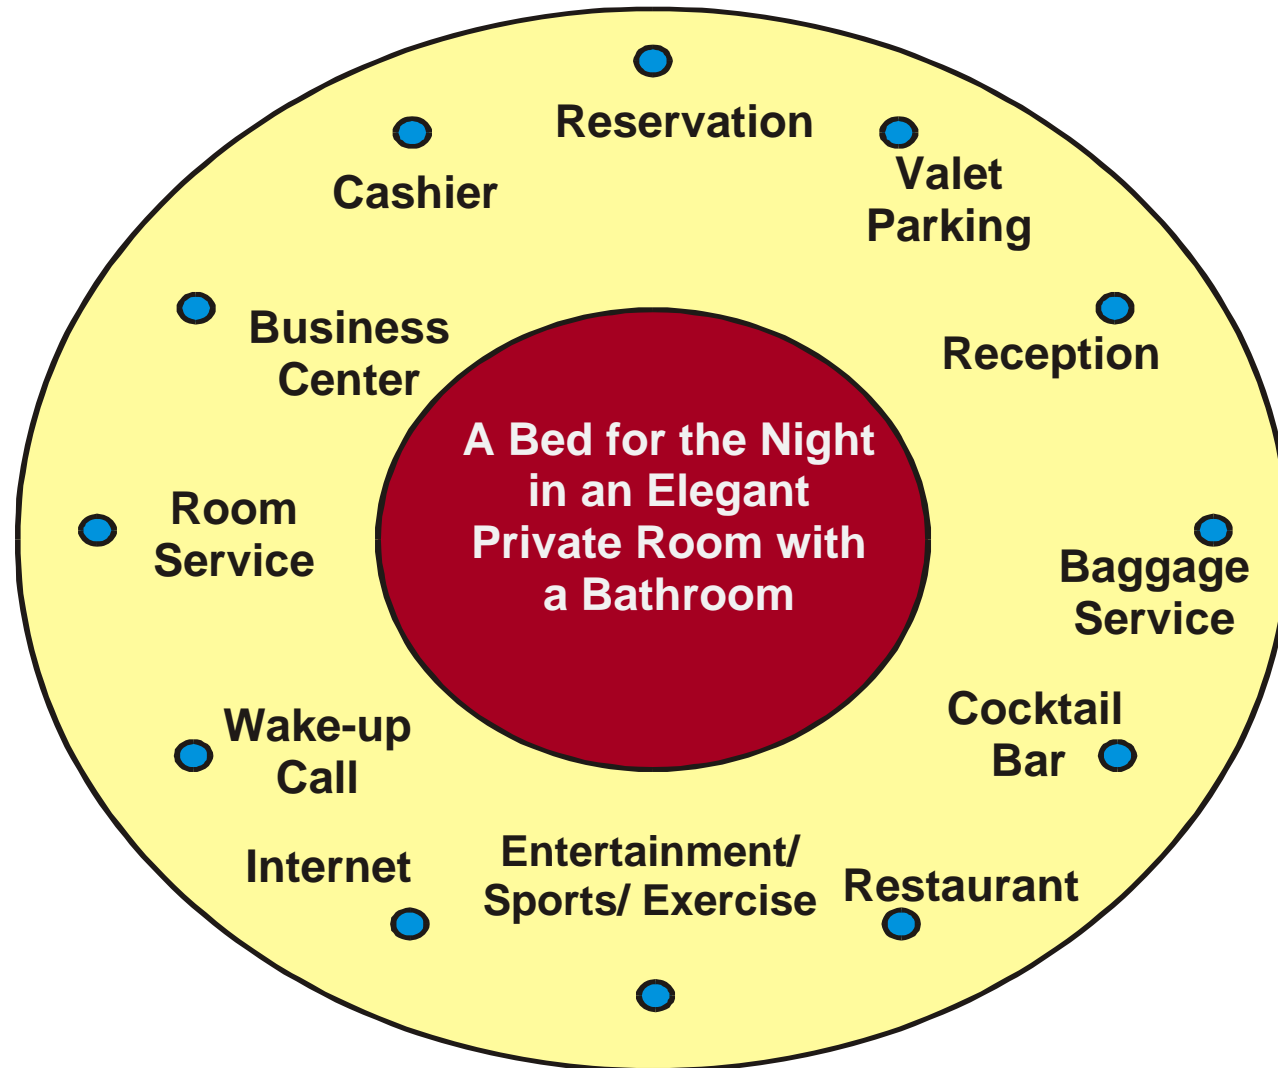 Reservation
Cashier
Valet
Parking
Business
Center
Reception
A Bed for the Night
in an Elegant
Private Room with
a Bathroom
Room
Service
Baggage
Service
Wake-up
Call
Cocktail
Bar
Internet
Entertainment/
Sports/ Exercise
Restaurant